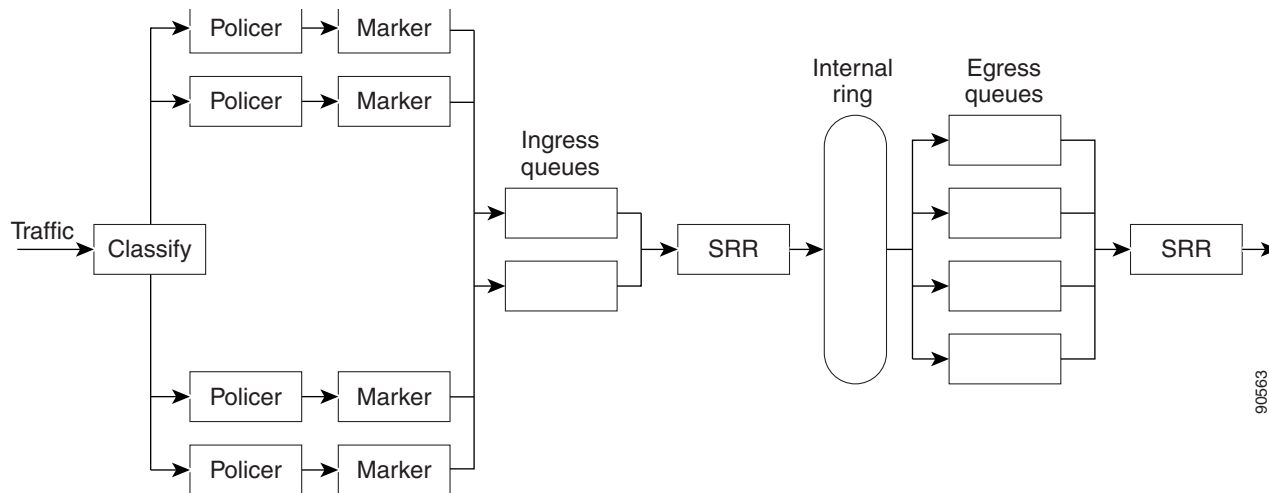 Policer
Marker
Policer
Marker
Internal
ring
Egress
queues
Ingress
queues
Traffic
Classify
SRR
SRR
Policer
Marker
Policer
Marker
90563